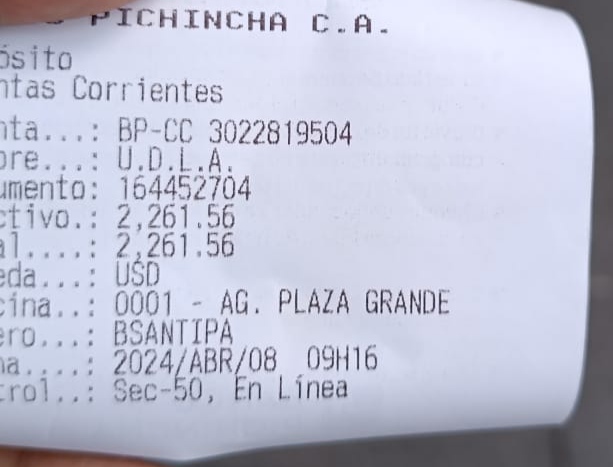 PICHINCHA C.A.
ósito
ntas Corrientes
nta...: BP-CC 3022819504
bre...: U.D.L.A.
umento: 164452704
ctivo.: 2,261.56
al....: 2,261.56
eda...: USD
cina..: 0001 - AG. PLAZA GRANDE
ero...: BSANTIPA
ha....: 2024/ABR/08 09H16
trol..: Sec-50, En Línea